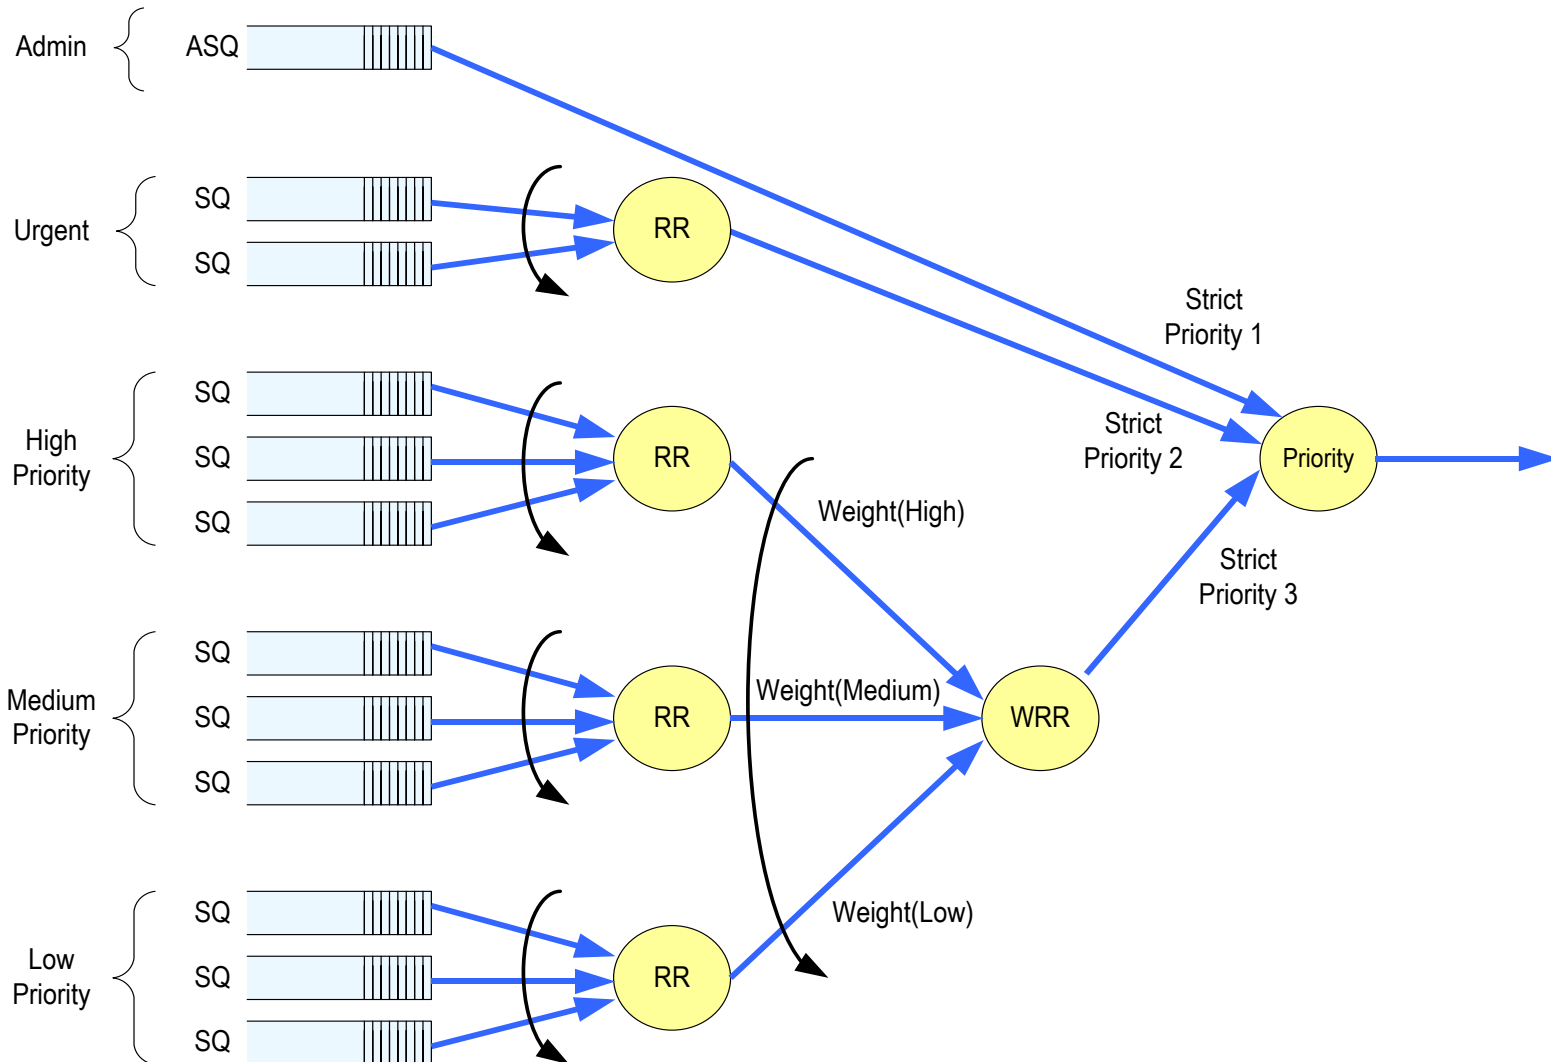 Admin
ASQ
Urgent
SQ
SQ
RR
Strict
Priority 1
High
Priority
SQ
SQ
SQ
RR
Strict
Priority 2
Priority
Weight(High)
Strict
Priority 3
Medium
Priority
SQ
SQ
SQ
RR
Weight(Medium)
WRR
Low
Priority
SQ
SQ
SQ
RR
Weight(Low)